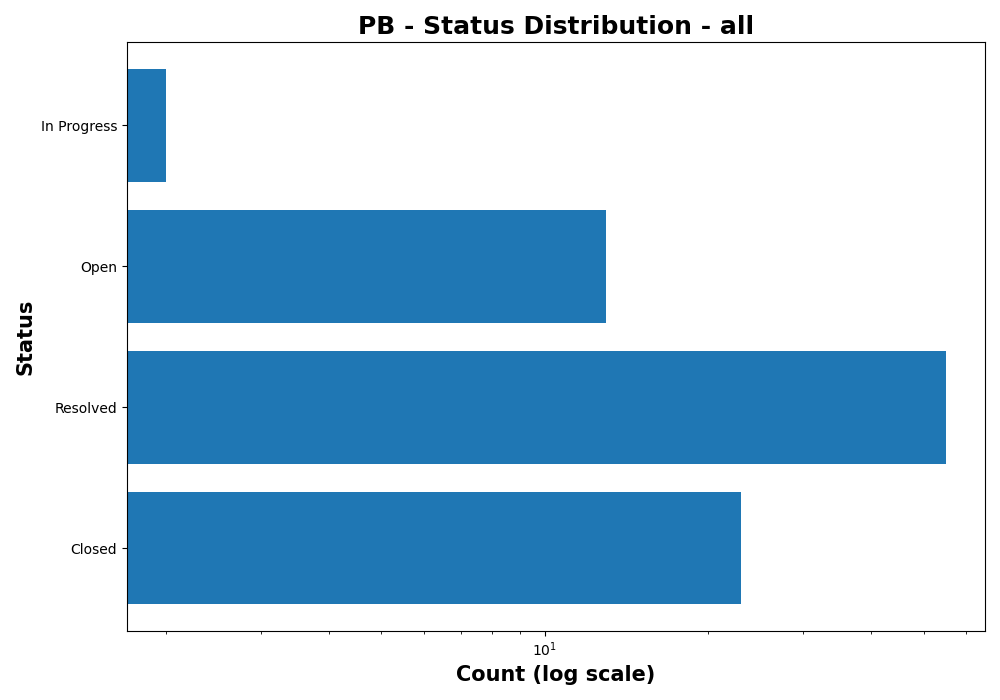 PB - Status Distribution - all
In Progress
Open
Resolved
Closed
Status
10¹
Count (log scale)